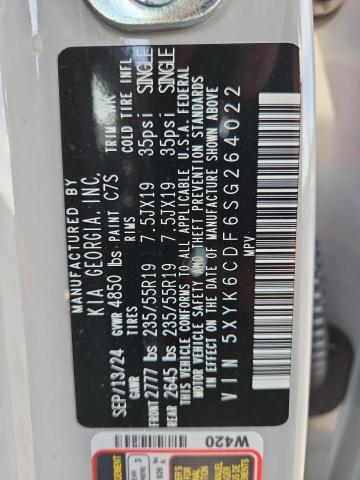 MANUFACTURED BY
KIA GEORGIA, INC.
SEP/13/24 GVWR 4850 lbs PAINT C7S TRIM
GAWR TIRES RIMS COLD TIRE INFL
FRONT 2777 lbs 235/55R19 7.5JX19 35psi SINGLE
REAR 2645 lbs 235/55R19 7.5JX19 35psi SINGLE
THIS VEHICLE CONFORMS TO ALL APPLICABLE U.S.A. FEDERAL
MOTOR VEHICLE SAFETY AND THEFT PREVENTION STANDARDS
IN EFFECT ON THE DATE OF MANUFACTURE SHOWN ABOVE.
VIN 5XYK6CDF6SG264022
MPV
W420